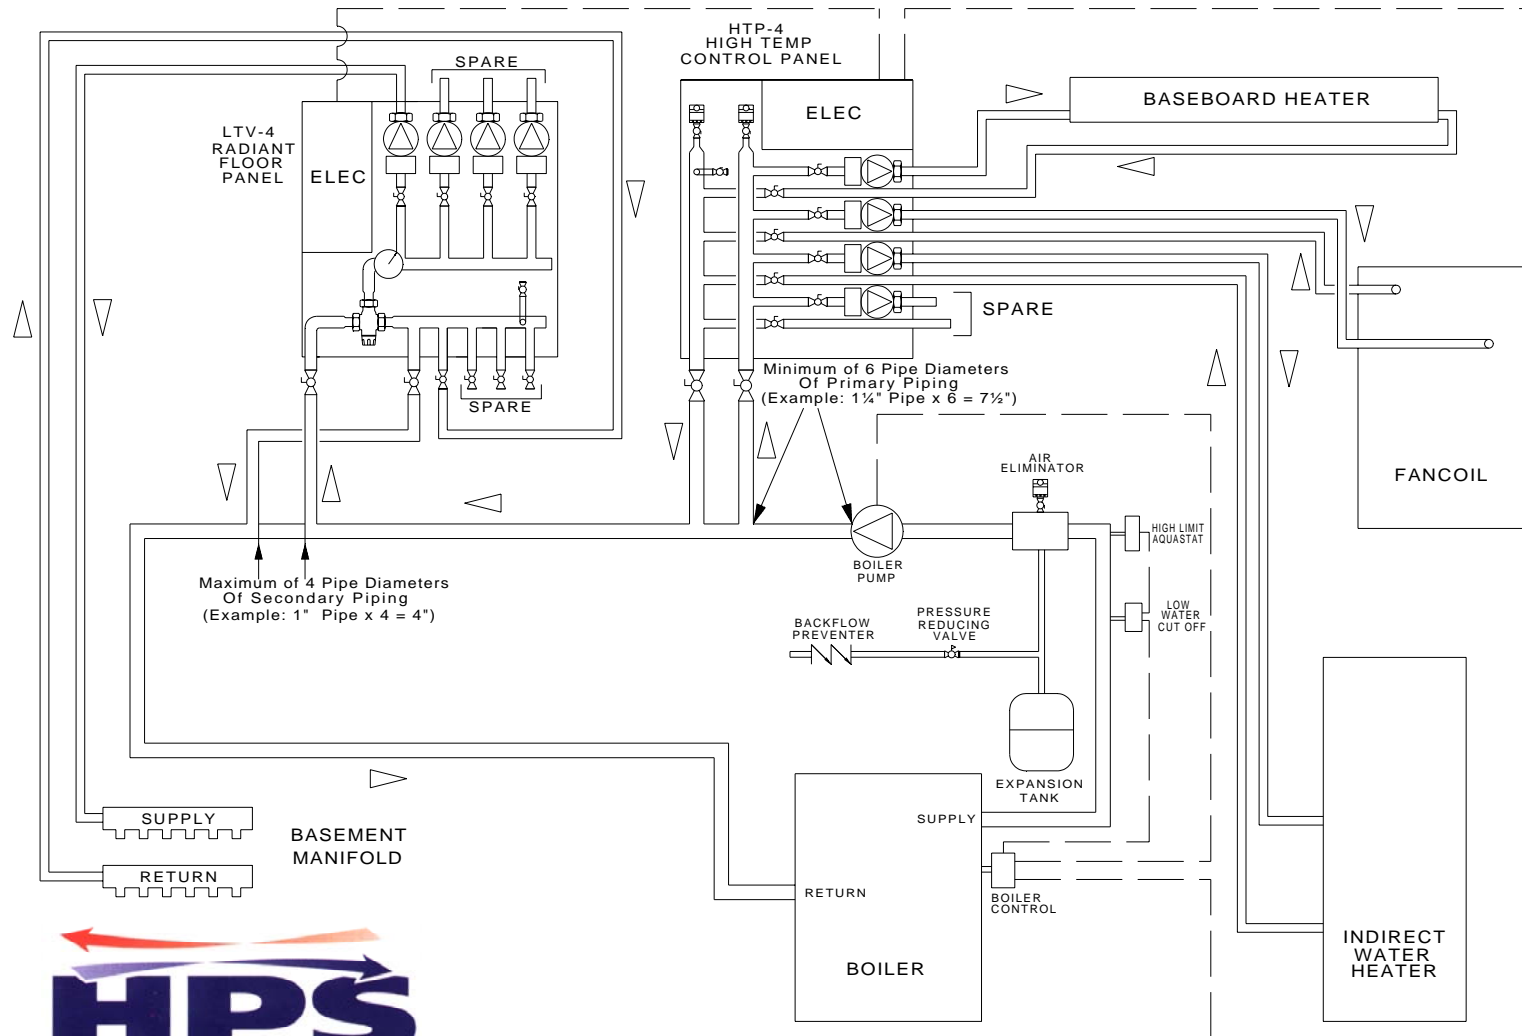 HTP-4
HIGH TEMP
CONTROL PANEL
SPARE
ELEC
BASEBOARD HEATER
LTV-4
RADIANT
FLOOR
PANEL
ELEC
SPARE
SPARE
Minimum of 6 Pipe Diameters
Of Primary Piping
(Example: 1¼" Pipe x 6 = 7½")
FANCOIL
AIR
ELIMINATOR
HIGH LIMIT
AQUASTAT
BOILER
PUMP
Maximum of 4 Pipe Diameters
Of Secondary Piping
(Example: 1" Pipe x 4 = 4")
LOW
WATER
CUT OFF
BACKFLOW
PREVENTER
PRESSURE
REDUCING
VALVE
EXPANSION
TANK
SUPPLY
SUPPLY
BASEMENT
MANIFOLD
RETURN
RETURN
BOILER
CONTROL
BOILER
INDIRECT
WATER
HEATER
HPS